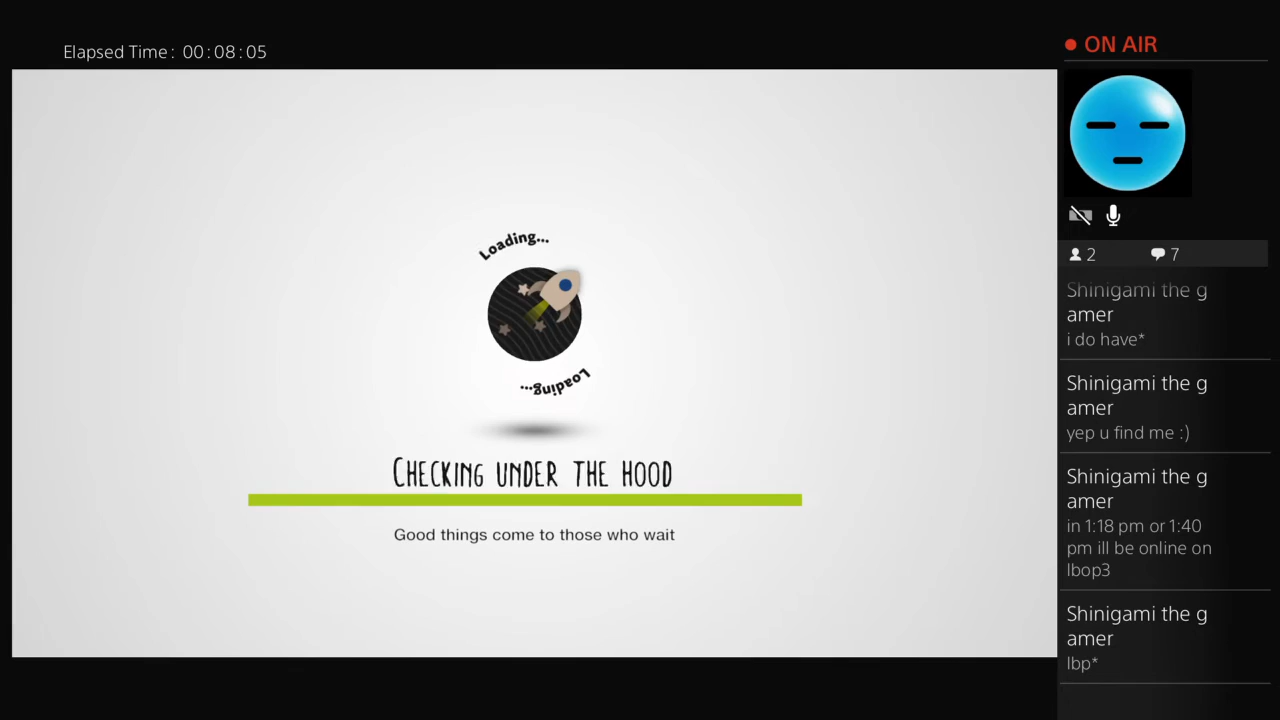 Elapsed Time: 00:08:05
ON AIR
Loading...
Loading...
CHECKING UNDER THE HOOD
Good things come to those who wait
2 7
Shinigami the g
amer
i do have*
Shinigami the g
amer
yep u find me :)
Shinigami the g
amer
in 1:18 pm or 1:40
pm ill be online on
lbop3
Shinigami the g
amer
lbp*